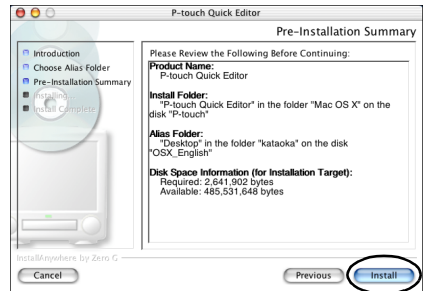 P-touch Quick Editor
Pre-Installation Summary
Introduction
Choose Alias Folder
Pre-Installation Summary
Installing...
Install Complete
Please Review the Following Before Continuing:
Product Name:
P-touch Quick Editor
Install Folder:
"P-touch Quick Editor" in the folder "Mac OS X" on the
disk "P-touch"
Alias Folder:
"Desktop" in the folder "kataoka" on the disk
"OSX_English"
Disk Space Information (for Installation Target):
Required: 2,641,902 bytes
Available: 485,531,648 bytes
InstallAnywhere by Zero G
Cancel
Previous
Install